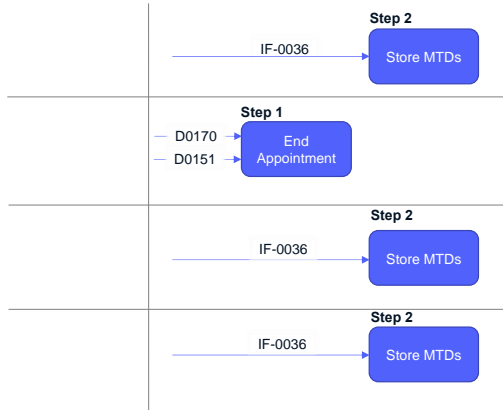 Step 2
IF-0036
Store MTDs
Step 1
D0170
D0151
End
Appointment
Step 2
IF-0036
Store MTDs
Step 2
IF-0036
Store MTDs